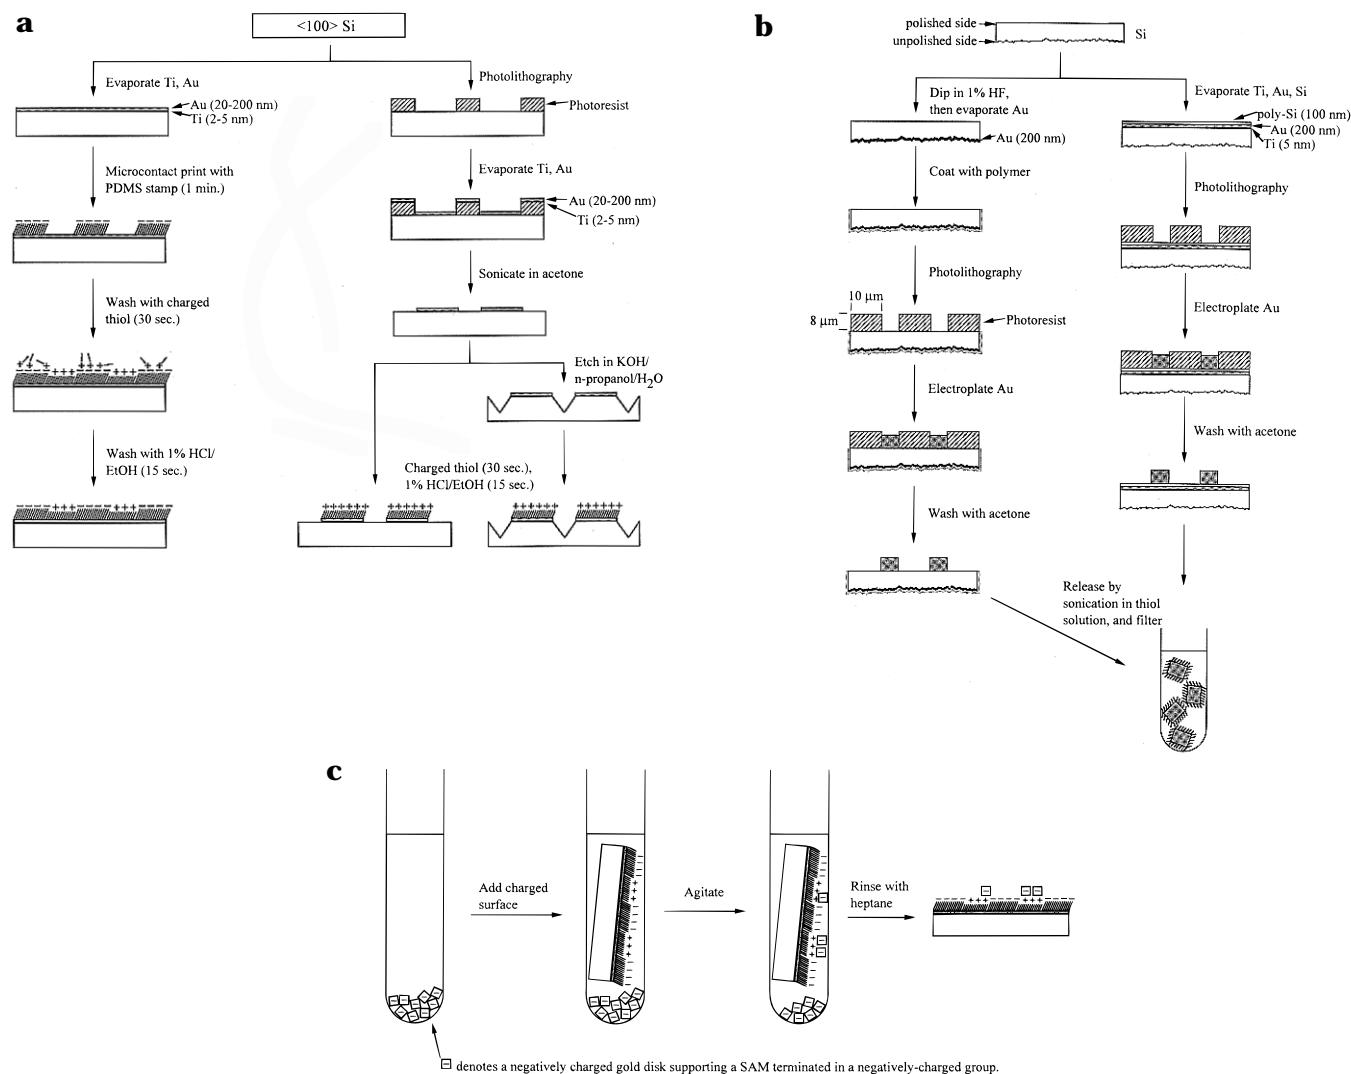 a
<100> Si
Evaporate Ti, Au
Au (20-200 nm)
Ti (2-5 nm)
Microcontact print with
PDMS stamp (1 min.)
Wash with charged
thiol (30 sec.)
Wash with 1% HCl/
EtOH (15 sec.)
Photolithography
Photoresist
Evaporate Ti, Au
Au (20-200 nm)
Ti (2-5 nm)
Sonicate in acetone
Etch in KOH/
n-propanol/H2O
Charged thiol (30 sec.),
1% HCl/EtOH (15 sec.)
b
polished side
unpolished side
Si
Dip in 1% HF,
then evaporate Au
Au (200 nm)
Coat with polymer
Photolithography
10 μm
8 μm
Photoresist
Electroplate Au
Wash with acetone
Evaporate Ti, Au, Si
poly-Si (100 nm)
Au (200 nm)
Ti (5 nm)
Photolithography
Electroplate Au
Wash with acetone
Release by
sonication in thiol
solution, and filter
c
Add charged
surface
Agitate
Rinse with
heptane
denotes a negatively charged gold disk supporting a SAM terminated in a negatively-charged group.